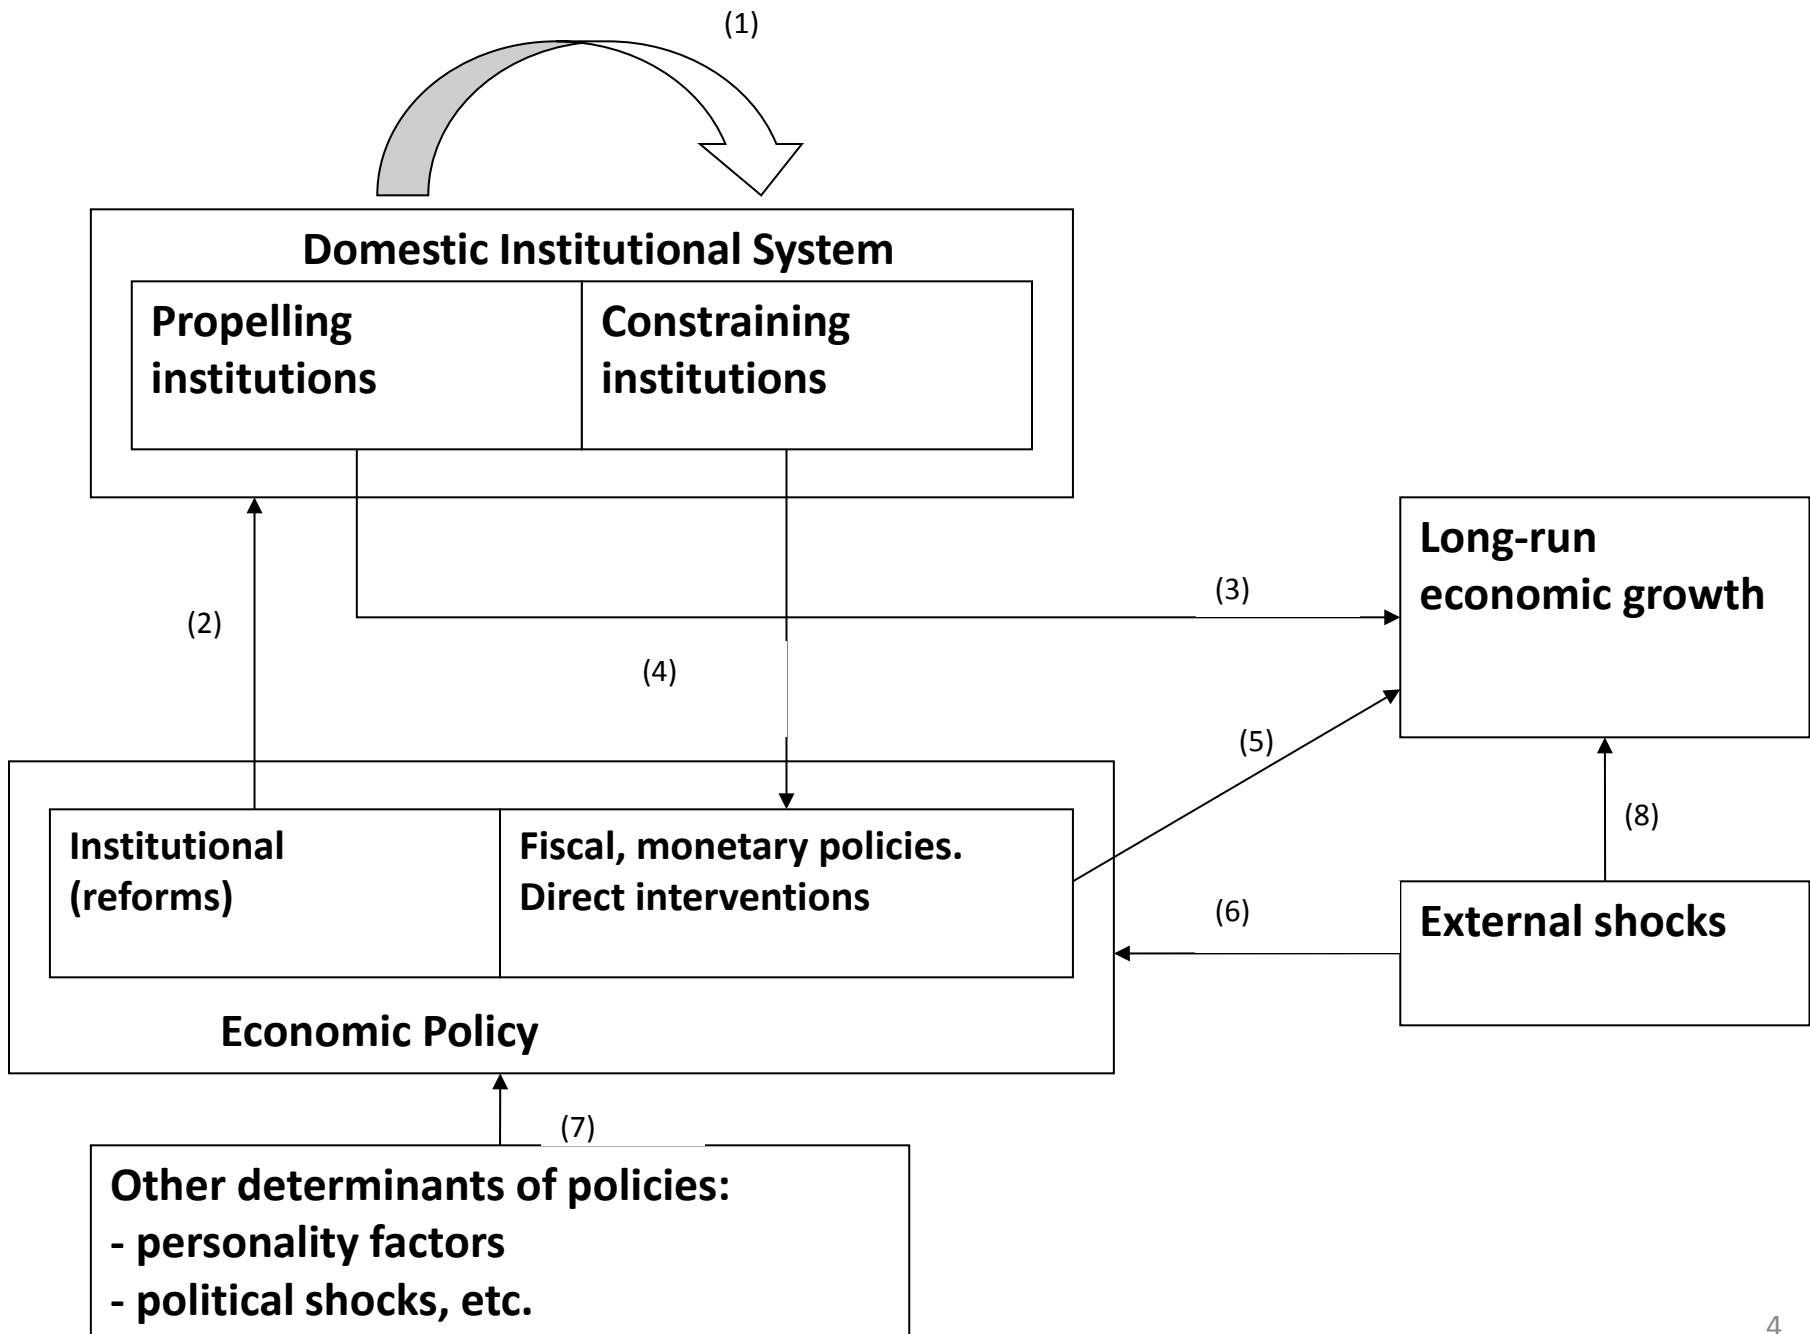 (1)
Domestic Institutional System
Propelling
institutions
Constraining
institutions
Long-run
economic growth
(3)
(2)
(4)
(5)
(8)
Institutional
(reforms)
Fiscal, monetary policies.
Direct interventions
(6)
External shocks
Economic Policy
(7)
Other determinants of policies:
- personality factors
- political shocks, etc.
4